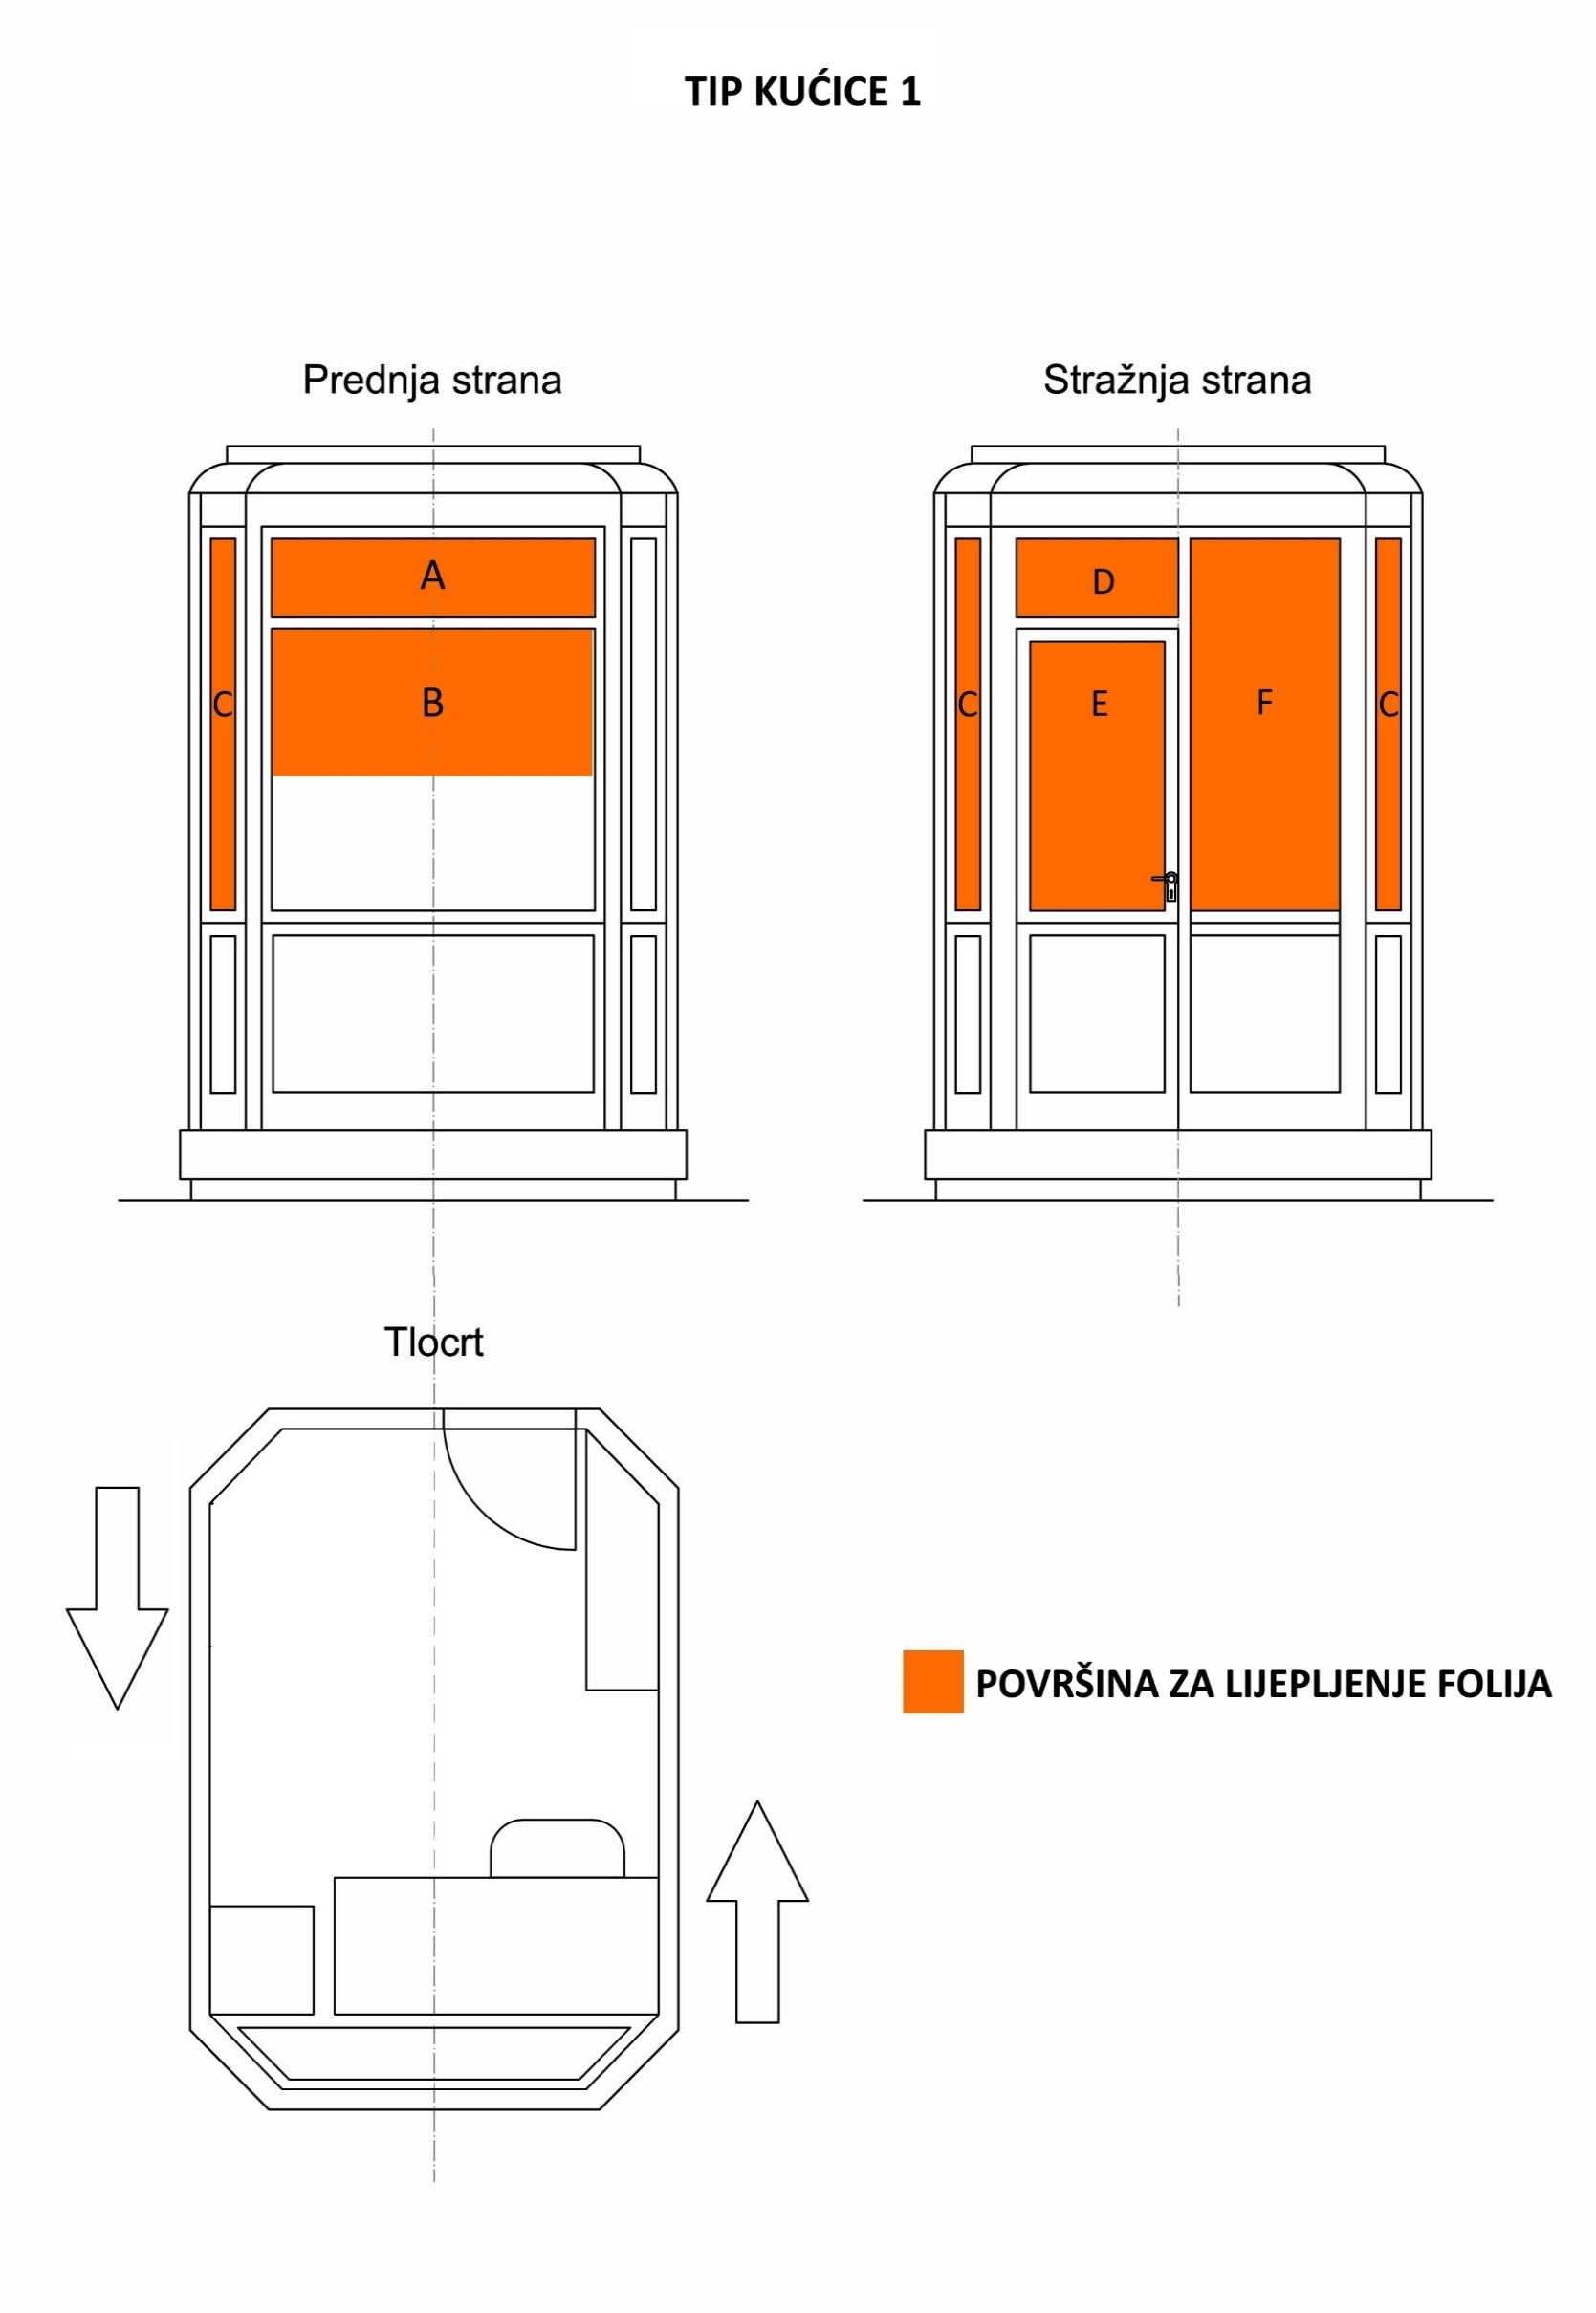 TIP KUĆICE 1
Prednja strana
Stražnja strana
A
D
C
B
C
E
F
C
Tlocrt
POVRŠINA ZA LIJEPLJENJE FOLIJA